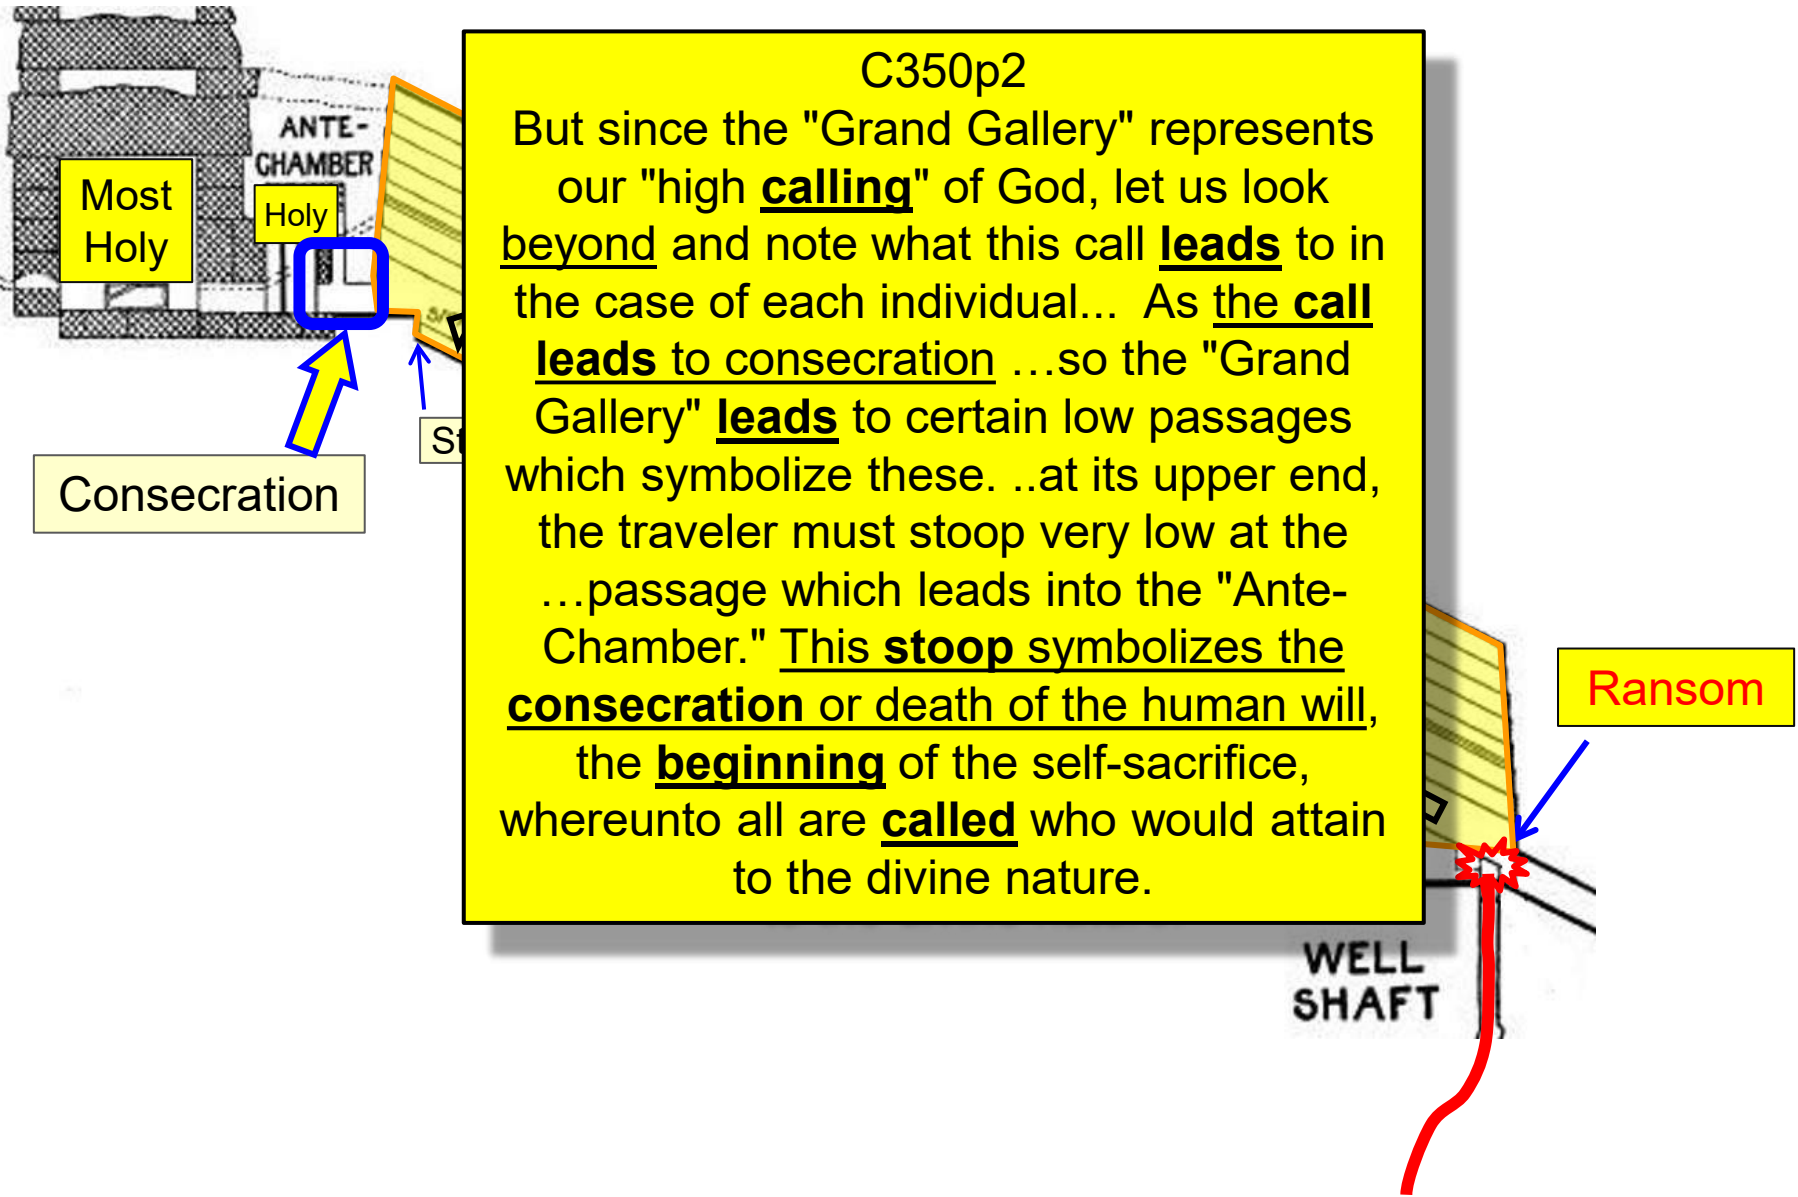 C350p2
But since the "Grand Gallery" represents
our "high calling" of God, let us look
beyond and note what this call leads to in
the case of each individual... As the call
leads to consecration …so the "Grand
Gallery" leads to certain low passages
which symbolize these. ..at its upper end,
the traveler must stoop very low at the
…passage which leads into the "Ante-
Chamber." This stoop symbolizes the
consecration or death of the human will,
the beginning of the self-sacrifice,
whereunto all are called who would attain
to the divine nature.
ANTE-
CHAMBER
Most
Holy
Holy
Consecration
Ransom
WELL
SHAFT